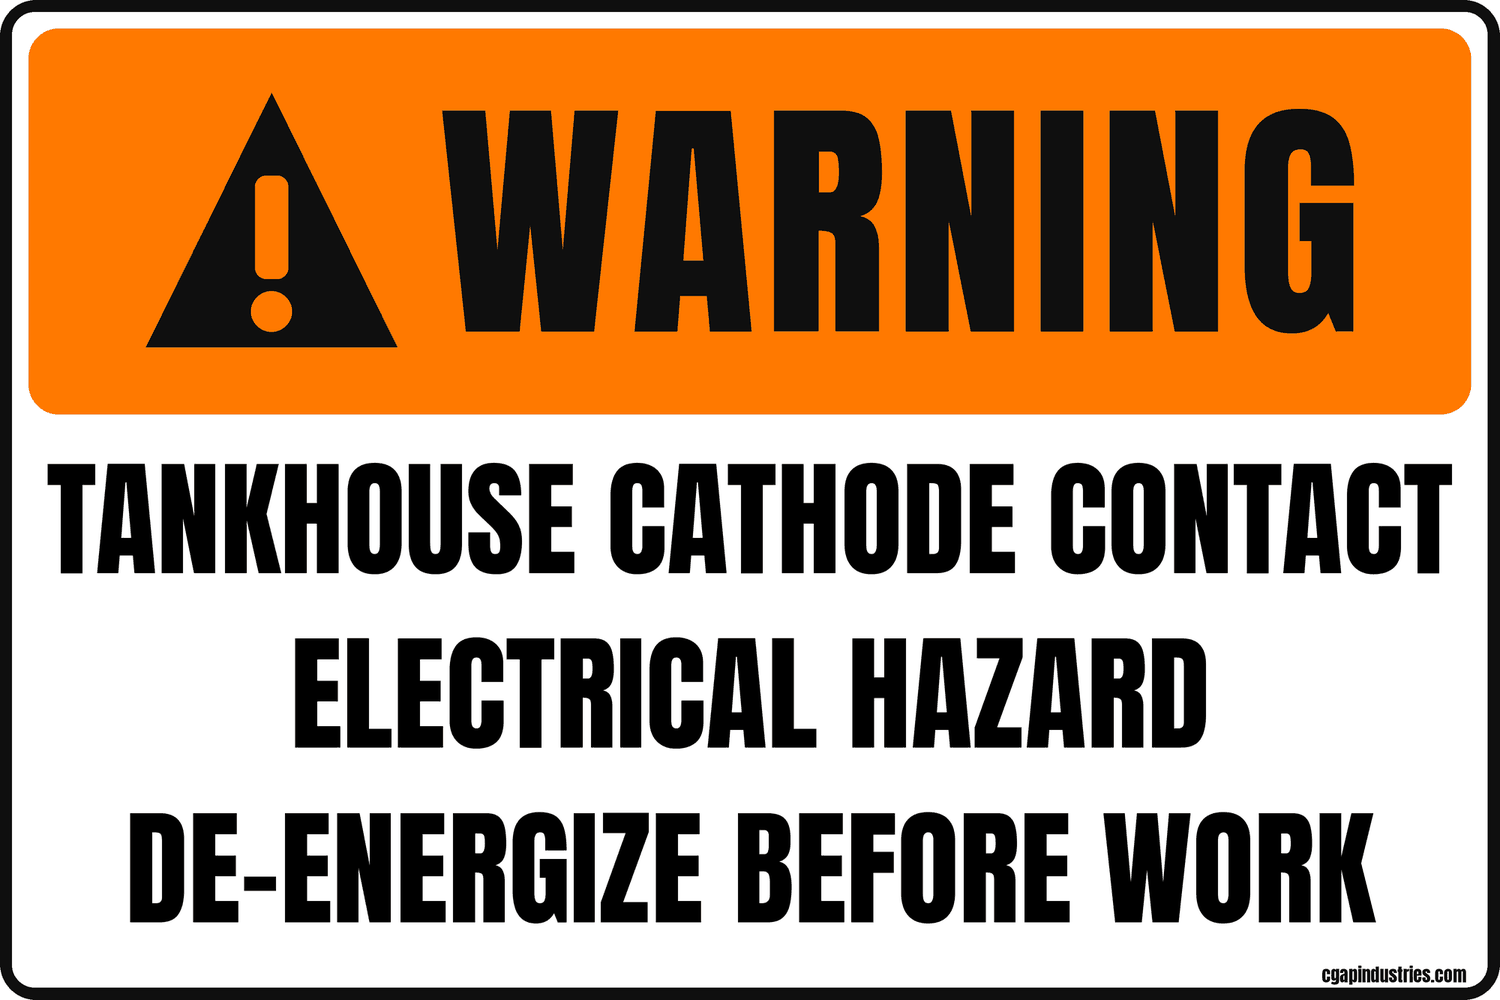 WARNING
TANKHOUSE CATHODE CONTACT
ELECTRICAL HAZARD
DE-ENERGIZE BEFORE WORK
cgapindustries.com